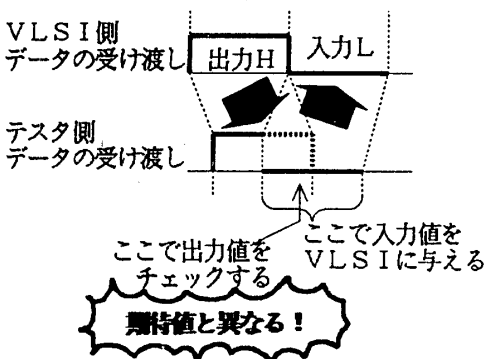 ＶＬＳＩ側
データの受け渡し
出力H
入力L
テスタ側
データの受け渡し
ここで出力値を
チェックする
ここで入力値を
ＶＬＳＩに与える
期待値と異なる！